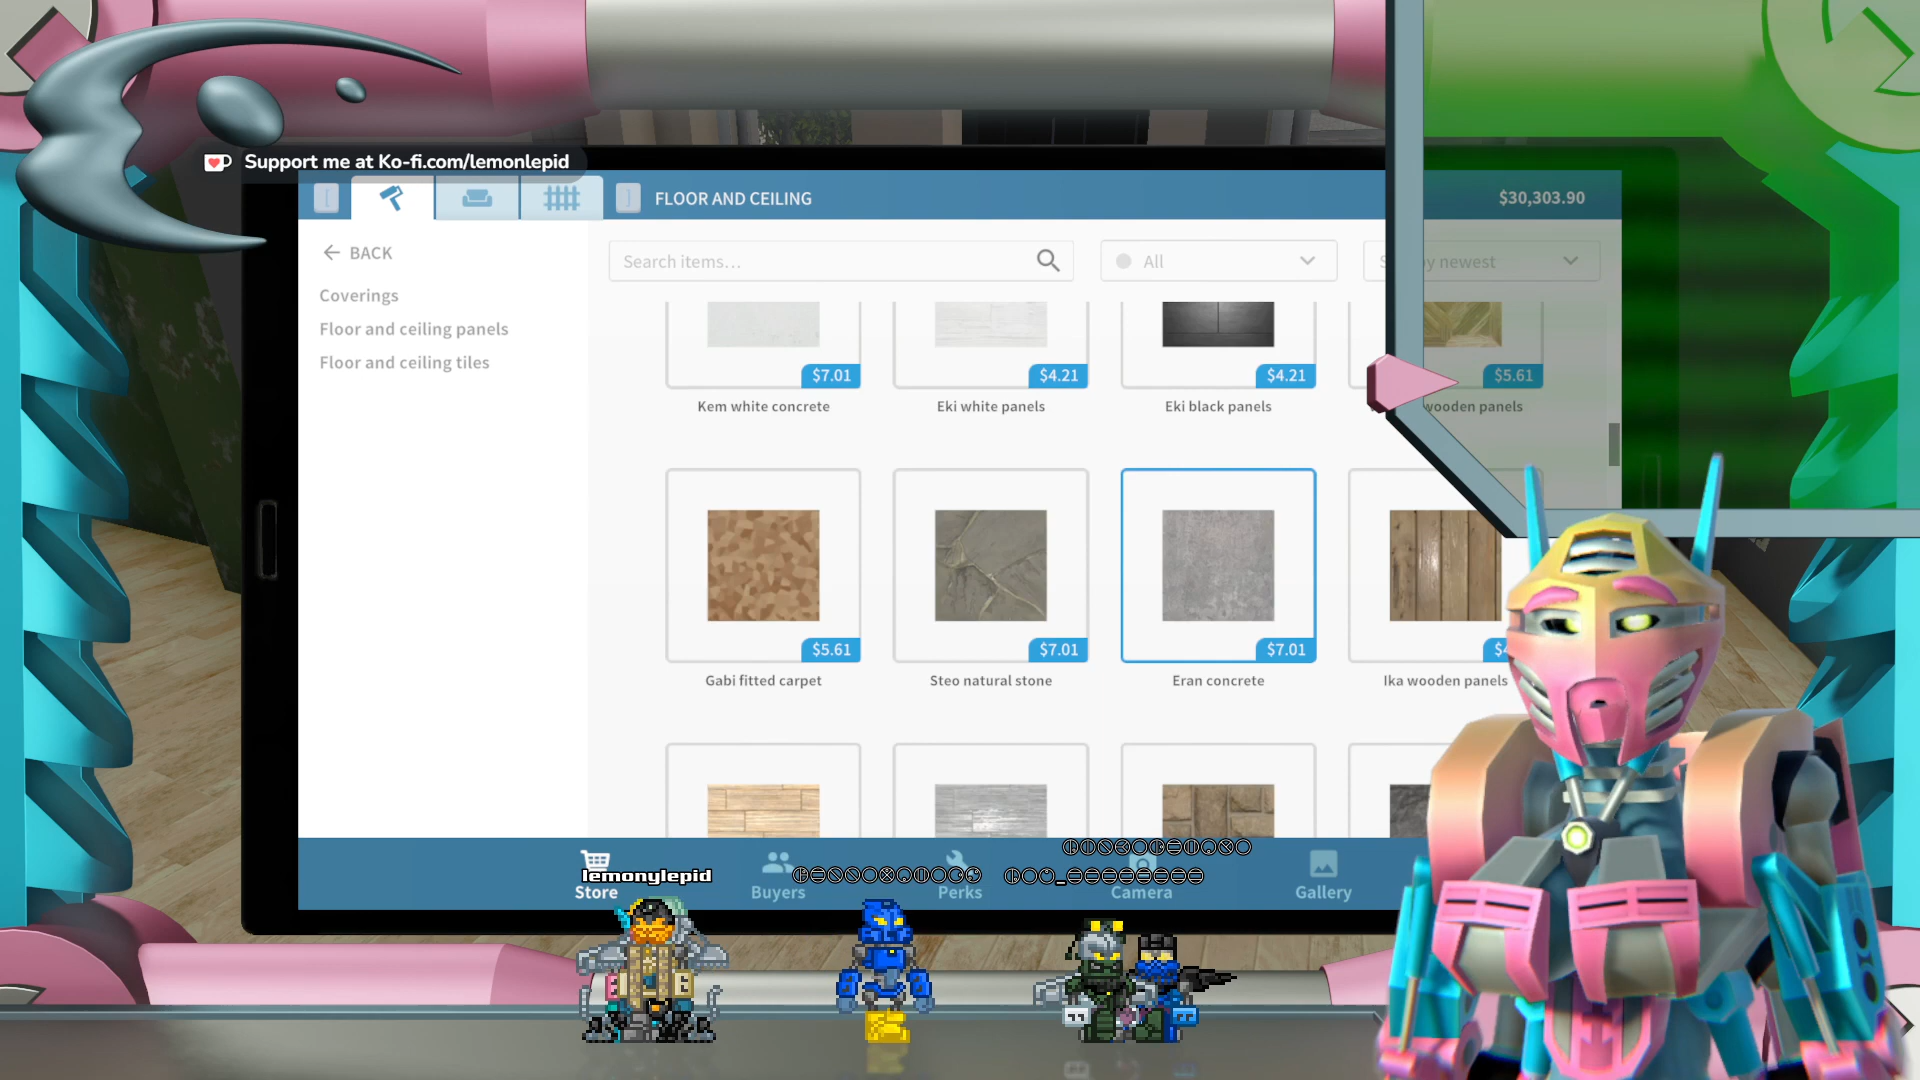 Support me at Ko-fi.com/lemonlepid
FLOOR AND CEILING
$30,303.90
BACK
Search items...
All
by newest
Coverings
Floor and ceiling panels
Floor and ceiling tiles
$7.01
$4.21
$4.21
$5.61
Kem white concrete
Eki white panels
Eki black panels
wooden panels
$5.61
$7.01
$7.01
Gabi fitted carpet
Steo natural stone
Eran concrete
Ika wooden panels
lemonylepid
Store
Buyers
Perks
Camera
Gallery